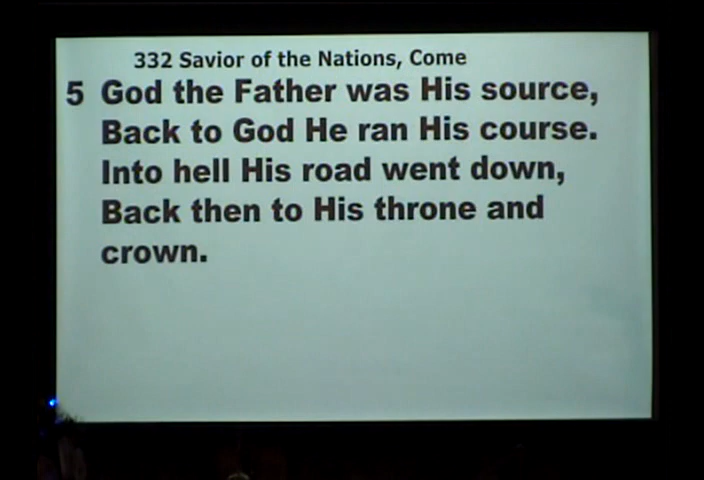 332 Savior of the Nations, Come
5 God the Father was His source,
Back to God He ran His course.
Into hell His road went down,
Back then to His throne and
crown.